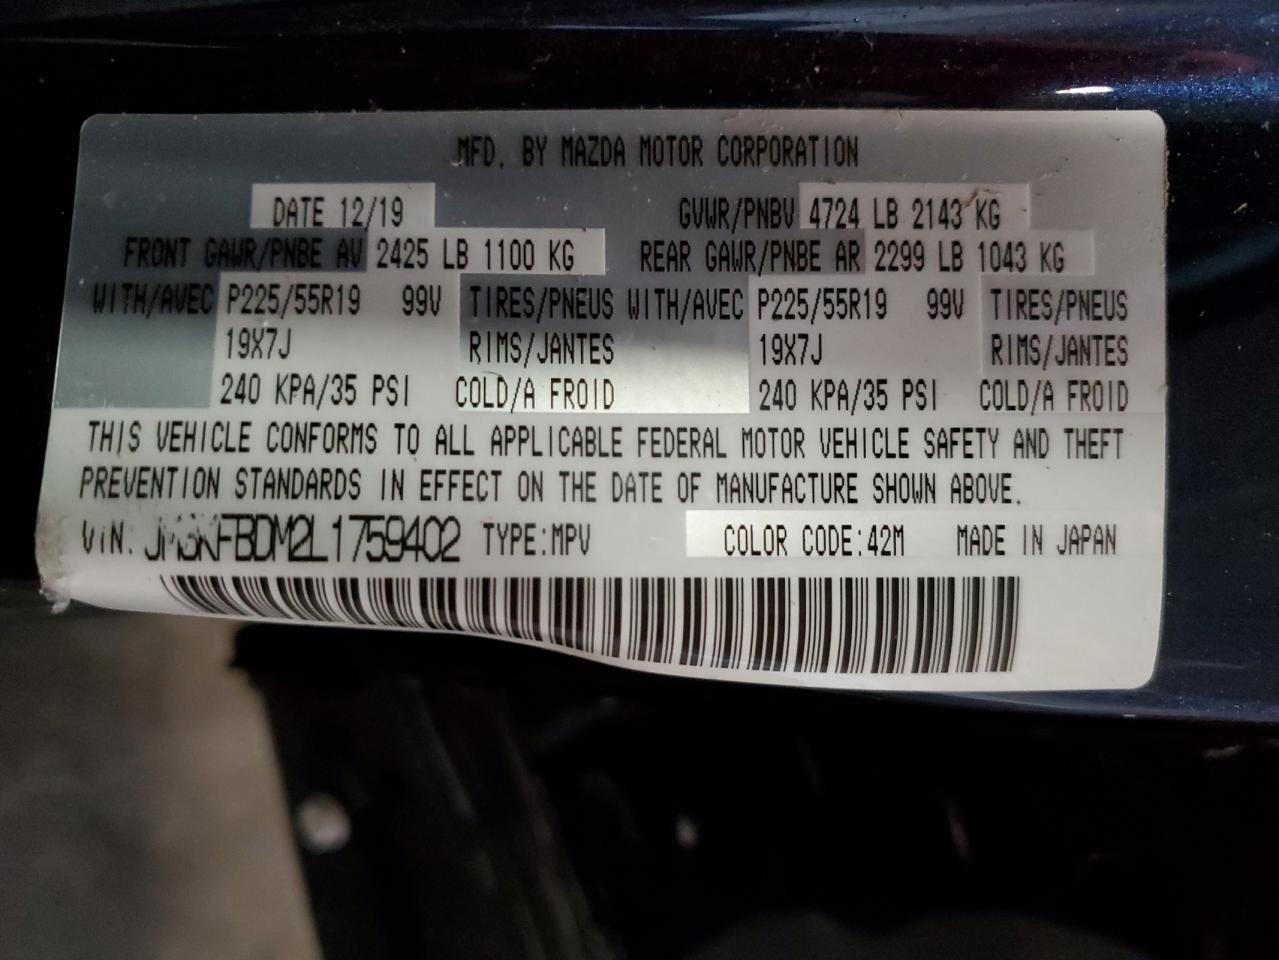 MFD. BY MAZDA MOTOR CORPORATION
DATE 12/19 GVWR/PNBV 4724 LB 2143 KG
FRONT GAWR/PNBE AV 2425 LB 1100 KG REAR GAWR/PNBE AR 2299 LB 1043 KG
WITH/AVEC P225/55R19 99V TIRES/PNEUS WITH/AVEC P225/55R19 99V TIRES/PNEUS
19X7J RIMS/JANTES 19X7J RIMS/JANTES
240 KPA/35 PSI COLD/A FROID 240 KPA/35 PSI COLD/A FROID
THIS VEHICLE CONFORMS TO ALL APPLICABLE FEDERAL MOTOR VEHICLE SAFETY AND THEFT
PREVENTION STANDARDS IN EFFECT ON THE DATE OF MANUFACTURE SHOWN ABOVE.
VIN: JM3KFBDM2L1759402 TYPE:MPV COLOR CODE:42M MADE IN JAPAN